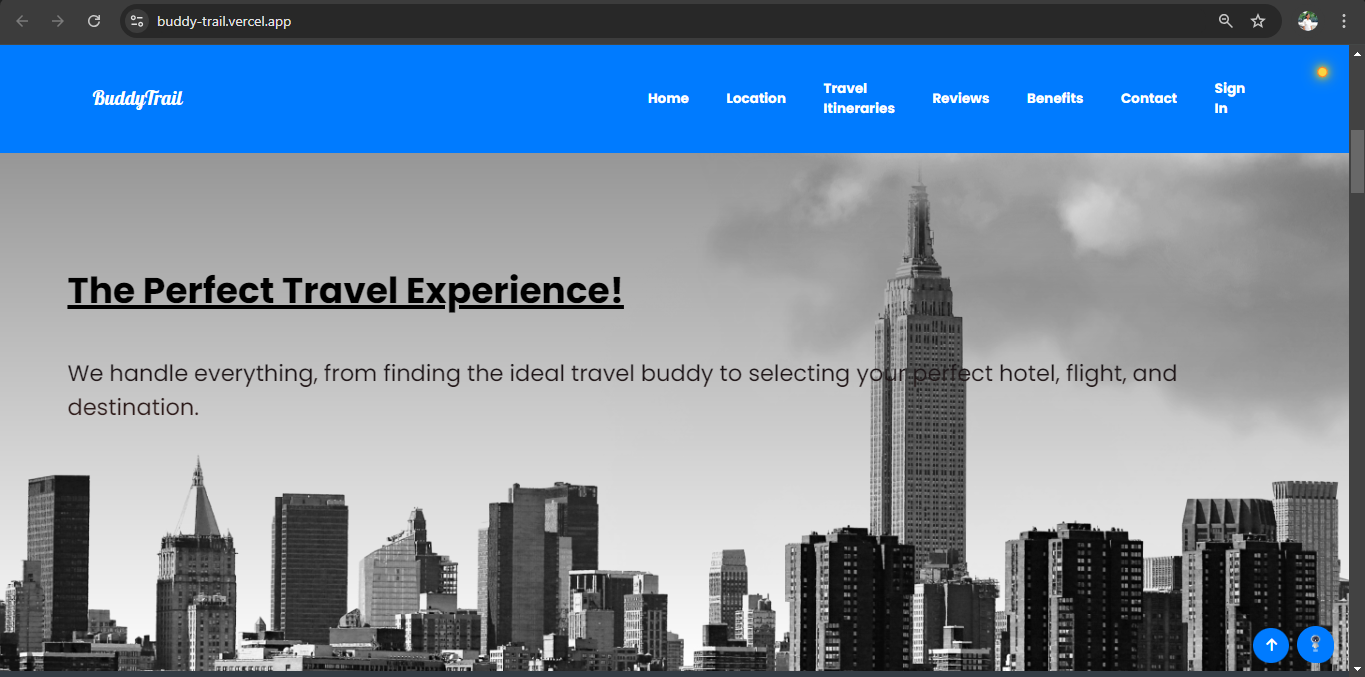 buddy-trail.vercel.app
BuddyTrail
Home
Location
Travel
Itineraries
Reviews
Benefits
Contact
Sign
In
The Perfect Travel Experience!
We handle everything, from finding the ideal travel buddy to selecting your perfect hotel, flight, and
destination.